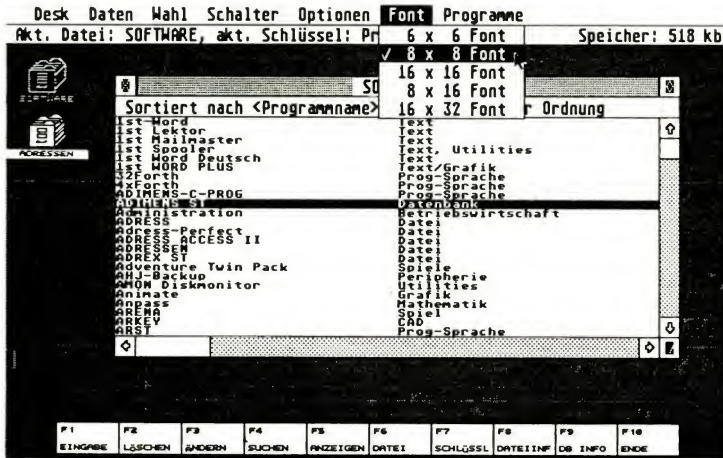 Desk Daten Wahl Schalter Optionen Font Programme
Akt. Datei: SOFTWARE, akt. Schlüssel: Pr
Speicher: 518 kb
6 x 6 Font
✓ 8 x 8 Font
16 x 16 Font
8 x 16 Font
16 x 32 Font
SOFTWARE
ADRESSEN
SO
Sortiert nach <Programmname> r Ordnung
1st-Word Text
1st Lektor Text
1st Mailmaster Text
1st Spooler Text, Utilities
1st Word Deutsch Text
1st WORD PLUS Text/Grafik
32Forth Prog-Sprache
4xForth Prog-Sprache
ADIMENS-C-PROG Prog-Sprache
ADIMENS ST Datenbank
Administration Betriebswirtschaft
ADRESS Datei
Adress-Perfect Datei
ADRESS ACCESS II Datei
ADRESSEN Datei
ADREX ST Datei
Adventure Twin Pack Spiele
AHJ-Backup Peripherie
AMON Diskmonitor Utilities
Animate Grafik
Anpass Mathematik
ARENA Spiel
ARKEY CAD
ARST Prog-Sprache
F1 F2 F3 F4 F5 F6 F7 F8 F9 F10
EINGABE LöSCHEN äNDERN SUCHEN ANZEIGEN DATEI SCHLüSSL DATEIINF DB INFO ENDE